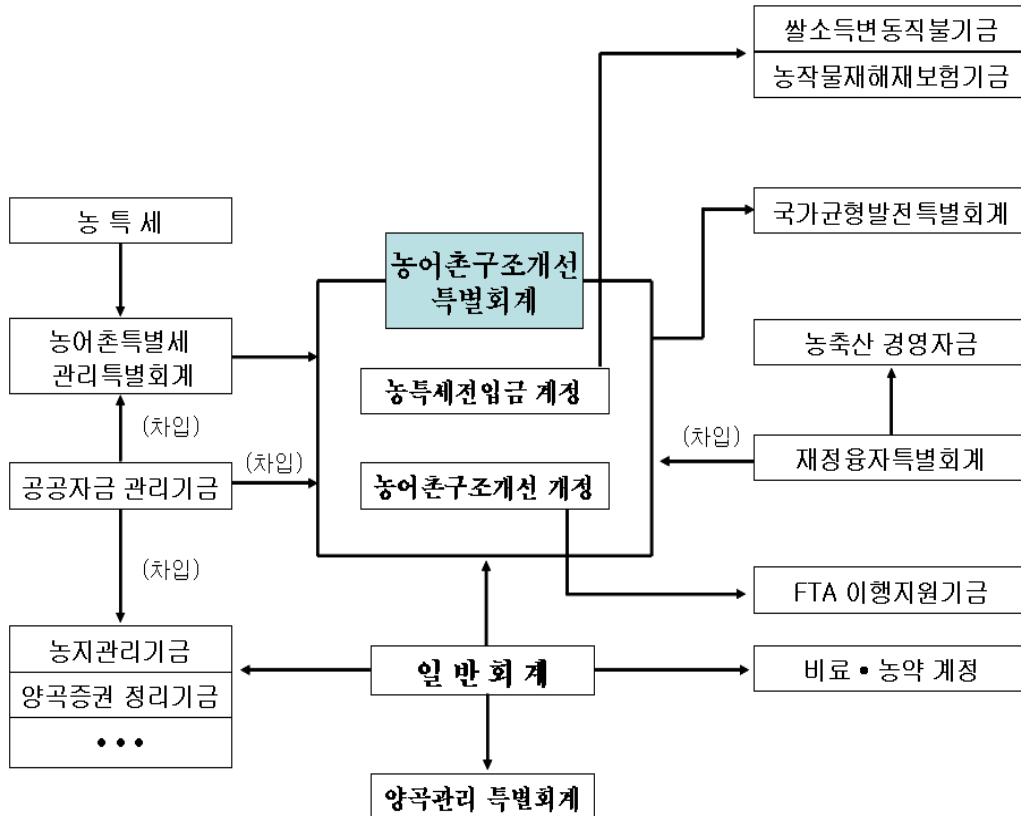 쌀소득변동직불기금
농작물재해재보험기금
농 특 세
국가균형발전특별회계
농어촌구조개선
특별회계
농어촌특별세
관리특별회계
농축산 경영자금
농특세전입금 계정
(차입)
(차입)
(차입)
공공자금 관리기금
농어촌구조개선 개정
재정융자특별회계
(차입)
FTA 이행지원기금
농지관리기금
양곡증권 정리기금
•••
일 반 회 계
비료•농약 계정
양곡관리 특별회계